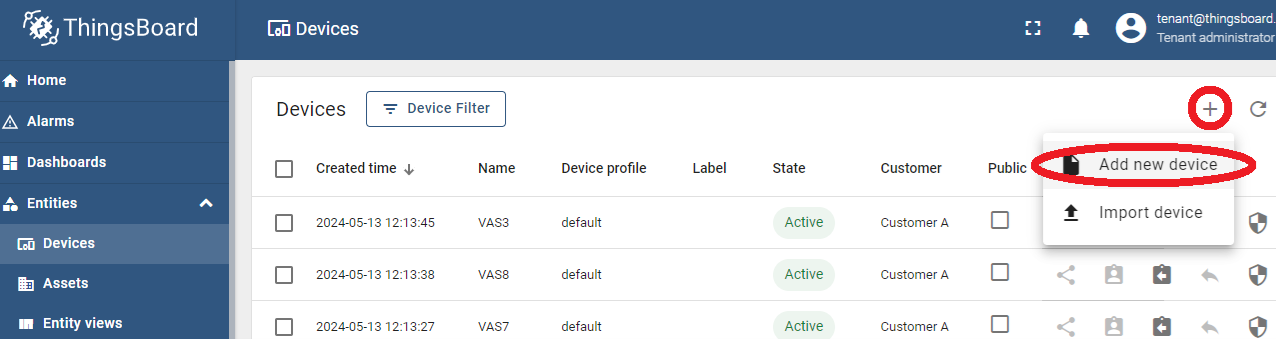 ThingsBoard
Devices
tenant@thingsboard.
Tenant administrator
Home
Alarms
Dashboards
Entities
Devices
Assets
Entity views
Devices
Device Filter
Add new device
Import device
Created time Name Device profile Label State Customer Public
2024-05-13 12:13:45 VAS3 default Active Customer A
2024-05-13 12:13:38 VAS8 default Active Customer A
2024-05-13 12:13:27 VAS7 default Active Customer A